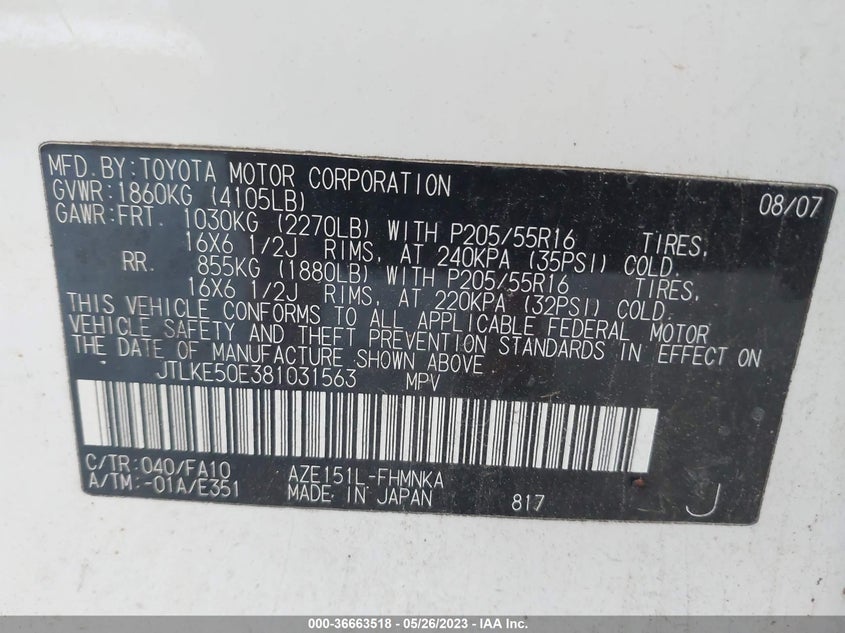 MFD.BY:TOYOTA MOTOR CORPORATION 08/07
GVWR:1860KG (4105LB)
GAWR:FRT. 1030KG (2270LB) WITH P205/55R16 TIRES,
16X6 1/2J RIMS, AT 240KPA (35PSI) COLD.
RR. 855KG (1880LB) WITH P205/55R16 TIRES,
16X6 1/2J RIMS, AT 220KPA (32PSI) COLD.
THIS VEHICLE CONFORMS TO ALL APPLICABLE FEDERAL MOTOR
VEHICLE SAFETY AND THEFT PREVENTION STANDARDS IN EFFECT ON
THE DATE OF MANUFACTURE SHOWN ABOVE
JTLKE50E381031563 MPV
C/TR:040/FA10 AZE151L-FHMNKA
A/TM:-01A/E351 MADE IN JAPAN 817 J
000-36663518 - 05/26/2023 - IAA Inc.